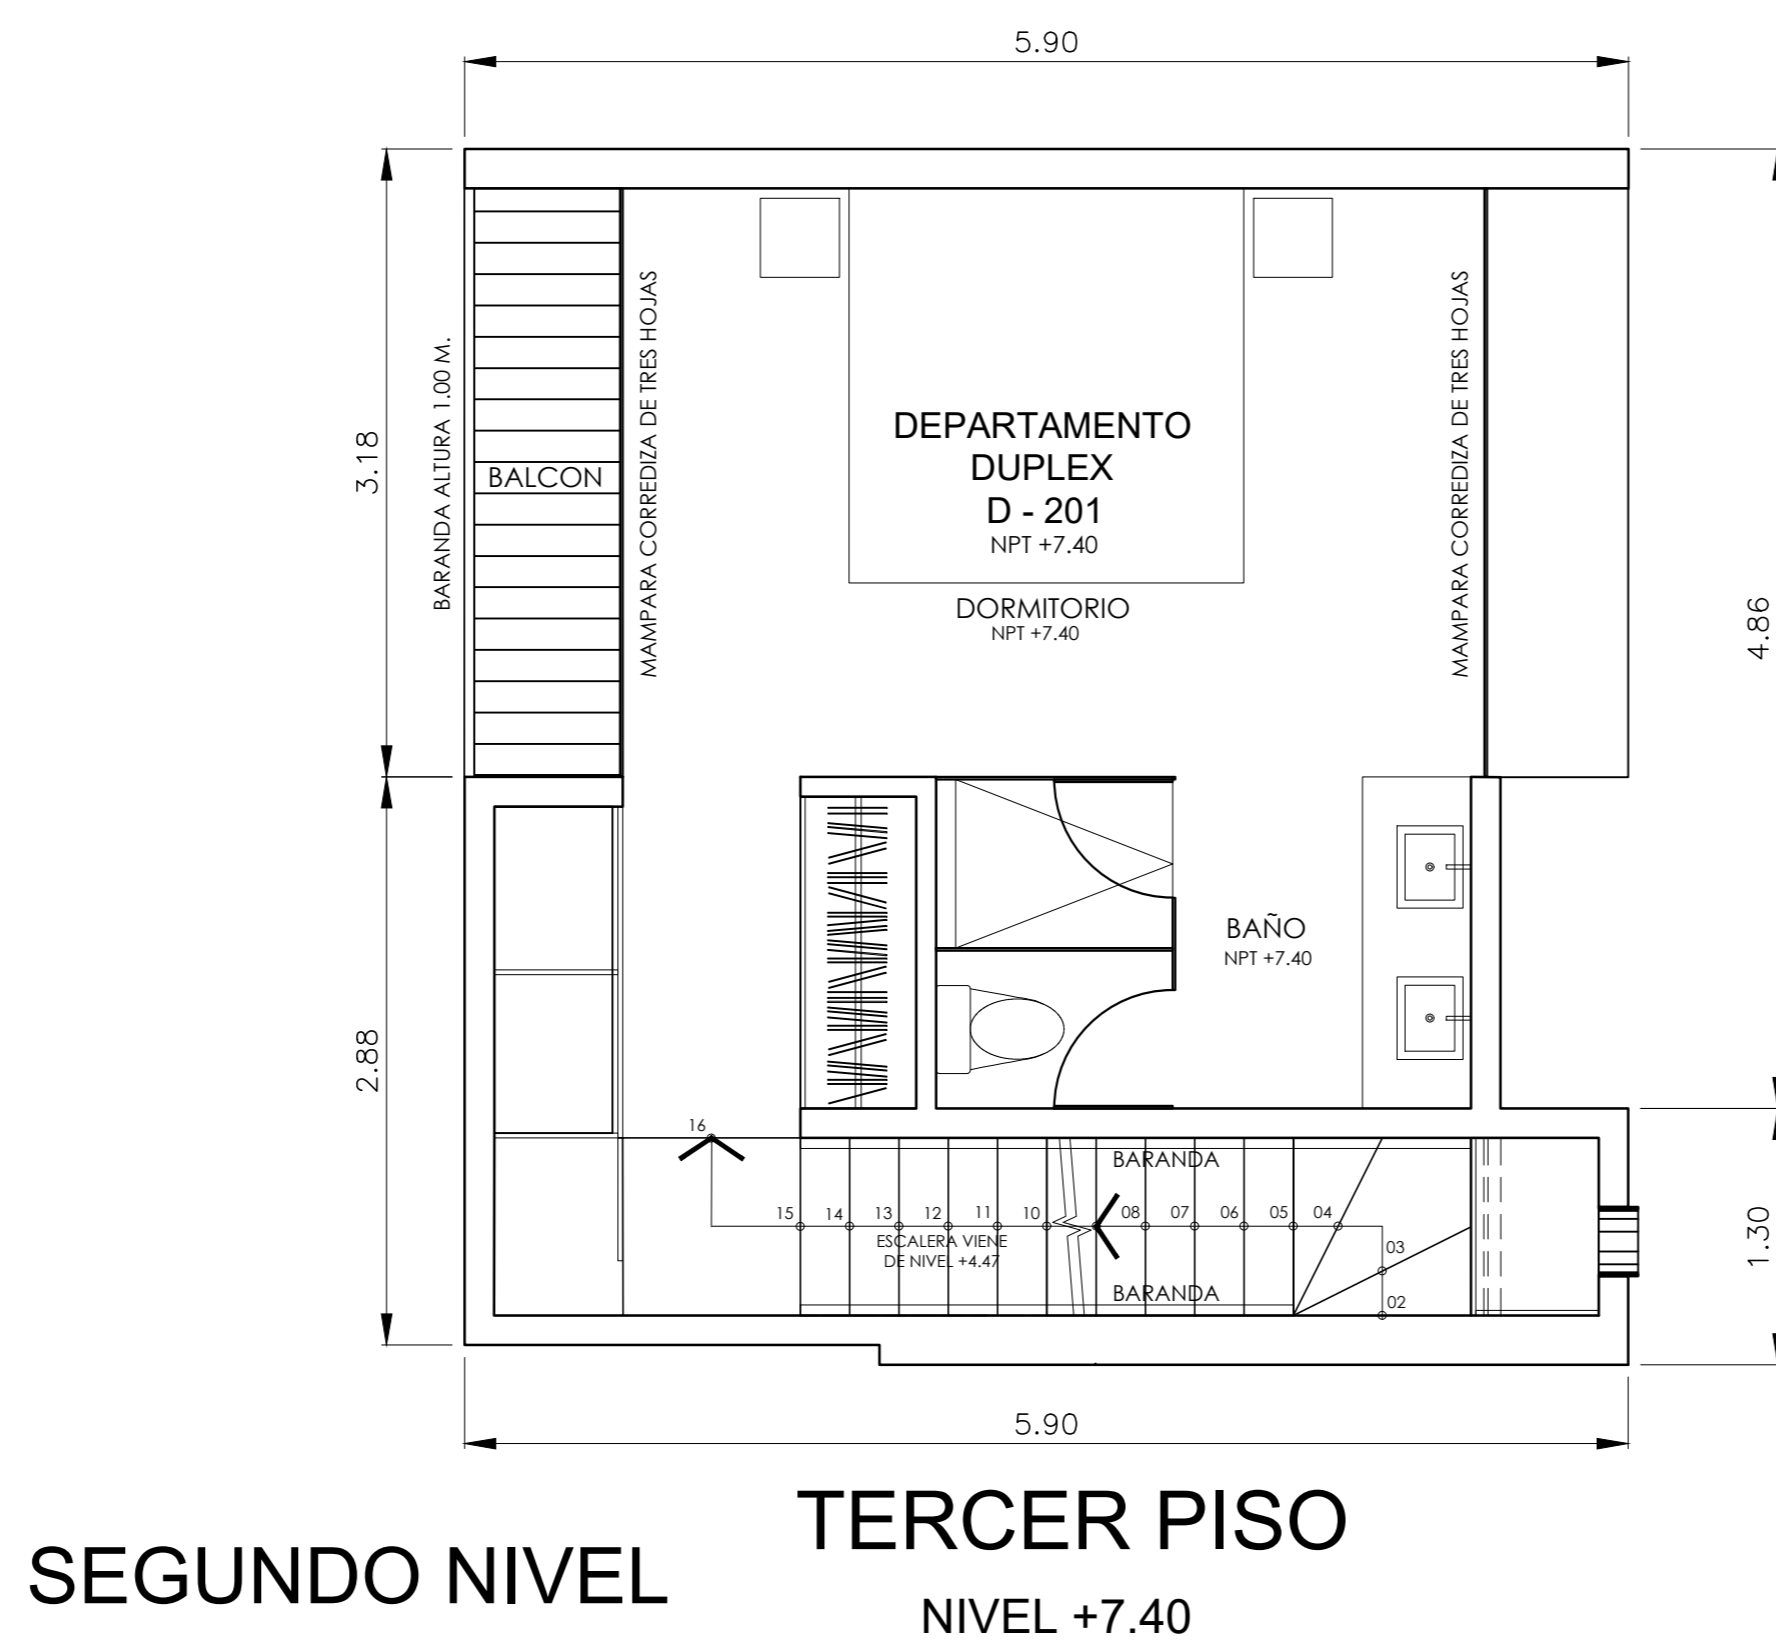 5.90
3.18
BARANDA ALTURA 1.00 M.
BALCON
MAMPARA CORREDIZA DE TRES HOJAS
DEPARTAMENTO
DUPLEX
D - 201
NPT +7.40
DORMITORIO
NPT +7.40
MAMPARA CORREDIZA DE TRES HOJAS
4.86
2.88
BAÑO
NPT +7.40
16
BARANDA
15
14
13
12
11
10
08
07
06
05
04
ESCALERA VIENE
DE NIVEL +4.47
03
BARANDA
02
1.30
5.90
TERCER PISO
SEGUNDO NIVEL
NIVEL +7.40